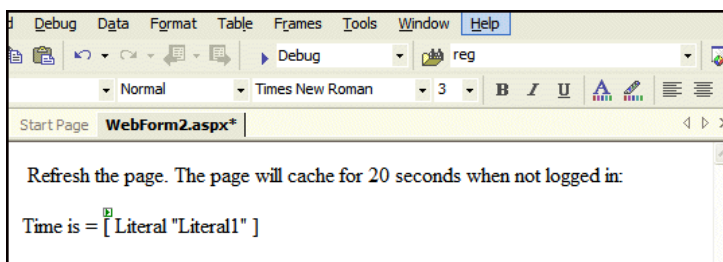 Debug Data Format Table Frames Tools Window Help
Debug reg
Normal Times New Roman 3 B I U A
Start Page WebForm2.aspx*
Refresh the page. The page will cache for 20 seconds when not logged in:
Time is = [ Literal "Literal1" ]